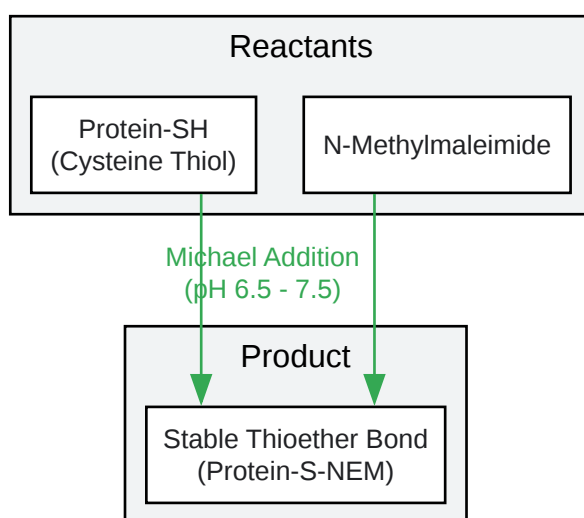 Reactants
Protein-SH
(Cysteine Thiol)
N-Methylmaleimide
Michael Addition
(pH 6.5 - 7.5)
Product
Stable Thioether Bond
(Protein-S-NEM)